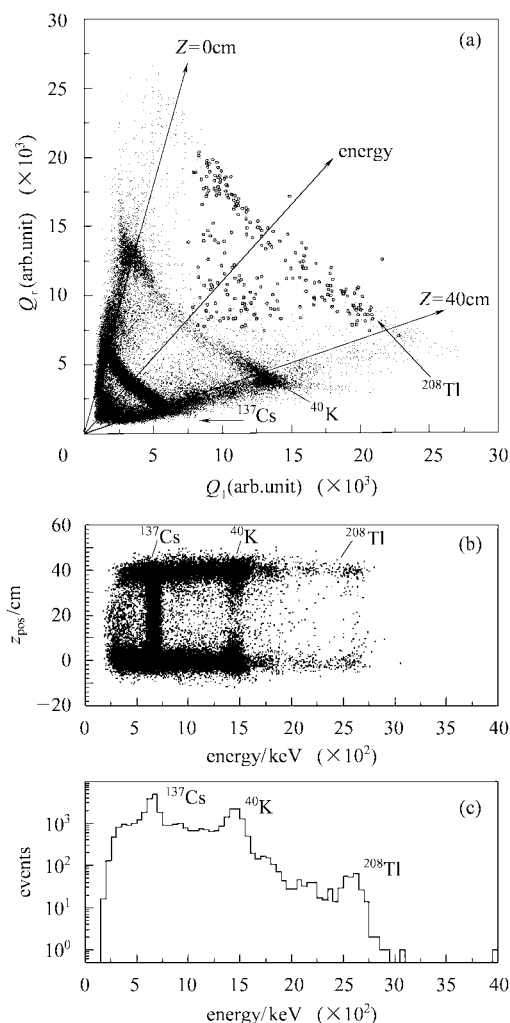 30
25
20
15
10
5
0
Qr(arb.unit) (×10³)
(a)
Z=0cm
energy
Z=40cm
²⁰⁸Tl
¹³⁷Cs
⁴⁰K
5 10 15 20 25 30
Ql(arb.unit) (×10³)
60
40
20
0
−20
zpos/cm
¹³⁷Cs ⁴⁰K ²⁰⁸Tl (b)
0 5 10 15 20 25 30 35 40
energy/keV (×10²)
10³
10²
10¹
10⁰
events
¹³⁷Cs ⁴⁰K ²⁰⁸Tl (c)
0 5 10 15 20 25 30 35 40
energy/keV (×10²)